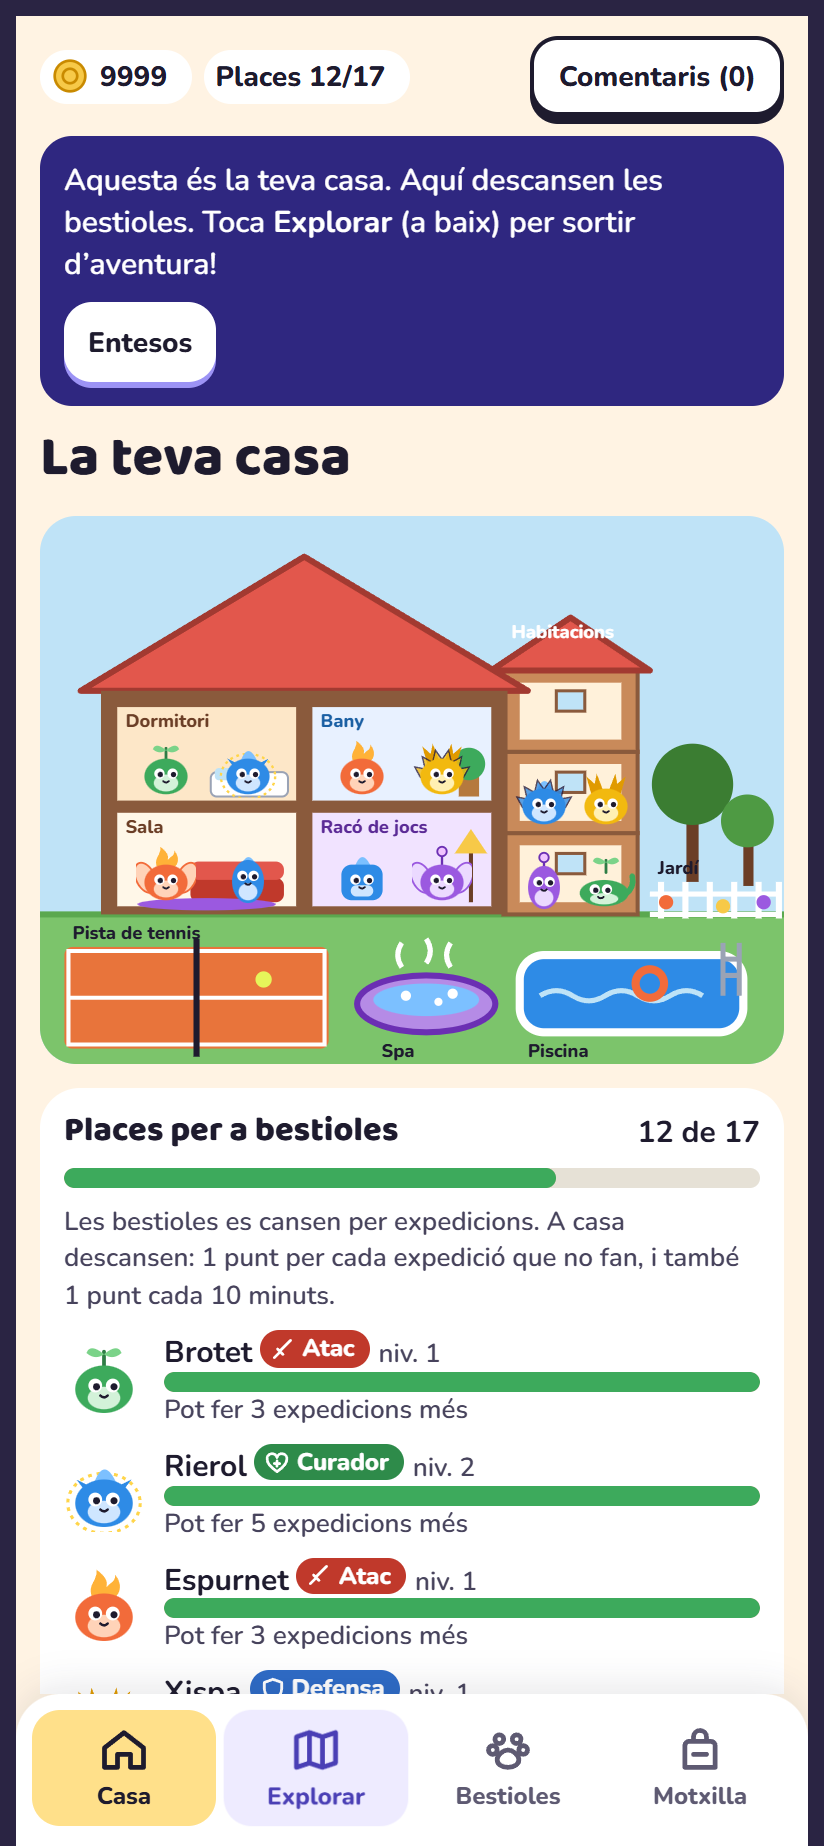 9999
Places 12/17
Comentaris (0)
Aquesta és la teva casa. Aquí descansen les
bestioles. Toca Explorar (a baix) per sortir
d’aventura!
Entesos
La teva casa
Habitacions
Dormitori
Bany
Sala
Racó de jocs
Jardí
Pista de tennis
Spa
Piscina
Places per a bestioles
12 de 17
Les bestioles es cansen per expedicions. A casa
descansen: 1 punt per cada expedició que no fan, i també
1 punt cada 10 minuts.
Brotet Atac niv. 1
Pot fer 3 expedicions més
Rierol Curador niv. 2
Pot fer 5 expedicions més
Espurnet Atac niv. 1
Pot fer 3 expedicions més
Xispa Defensa niv. 1
Casa
Explorar
Bestioles
Motxilla